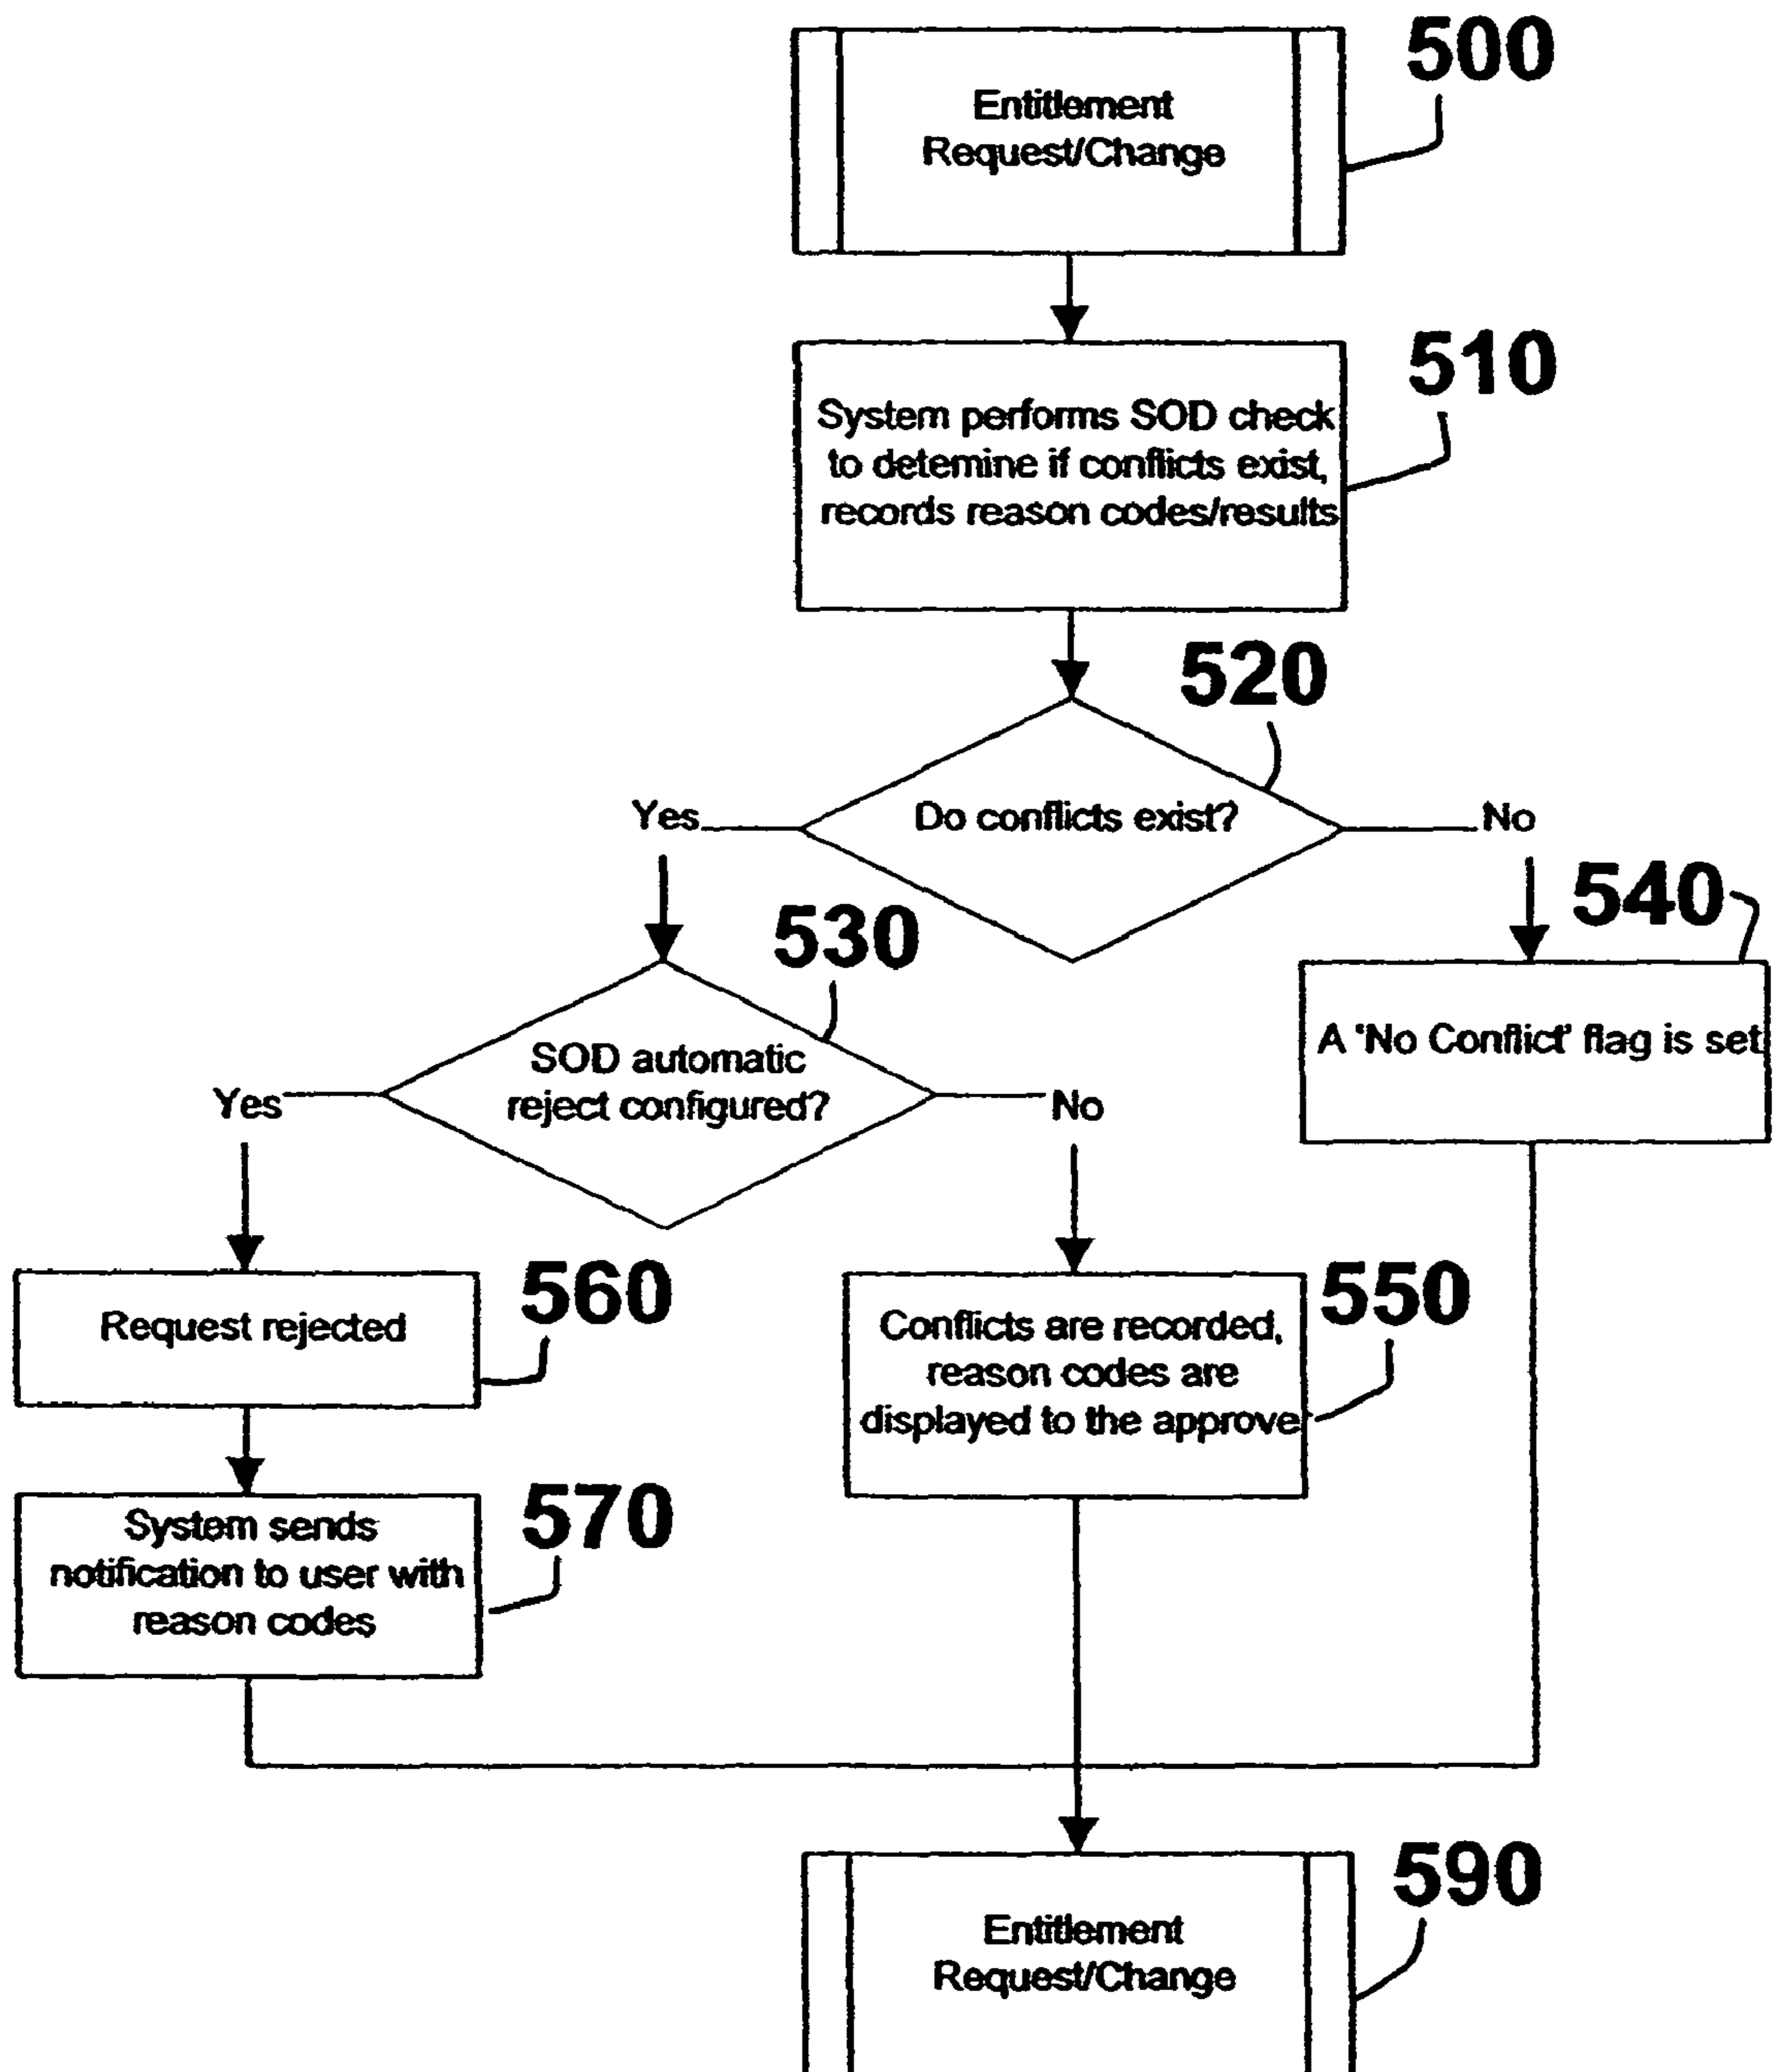 500
Entitlement
Request/Change
510
System performs SOD check
to detemine if conflicts exist,
records reason codes/results
520
Do conflicts exist?
Yes
No
530
540
SOD automatic
reject configured?
A 'No Conflict' flag is set
Yes
No
560
Request rejected
550
Conflicts are recorded,
reason codes are
displayed to the approve
570
System sends
notification to user with
reason codes
590
Entitlement
Request/Change